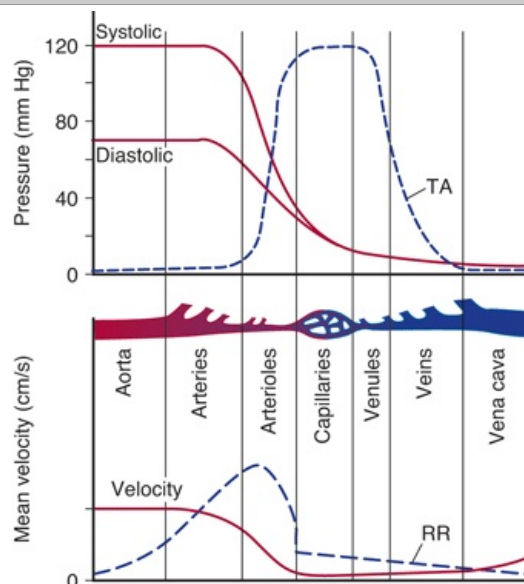 Pressure (mm Hg)
120
80
40
0
Systolic
Diastolic
TA
Aorta
Arteries
Arterioles
Capillaries
Venules
Veins
Vena cava
Mean velocity (cm/s)
Velocity
RR
0